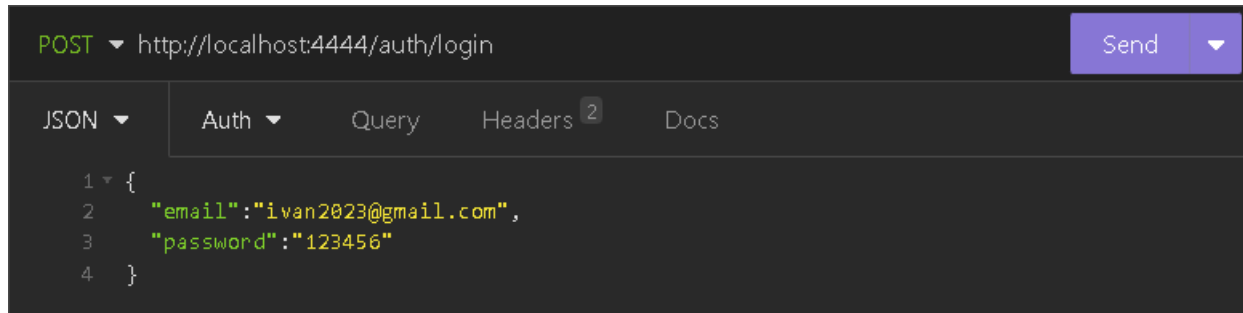 POST http://localhost:4444/auth/login Send
JSON Auth Query Headers 2 Docs
1 {
2 "email":"ivan2023@gmail.com",
3 "password":"123456"
4 }